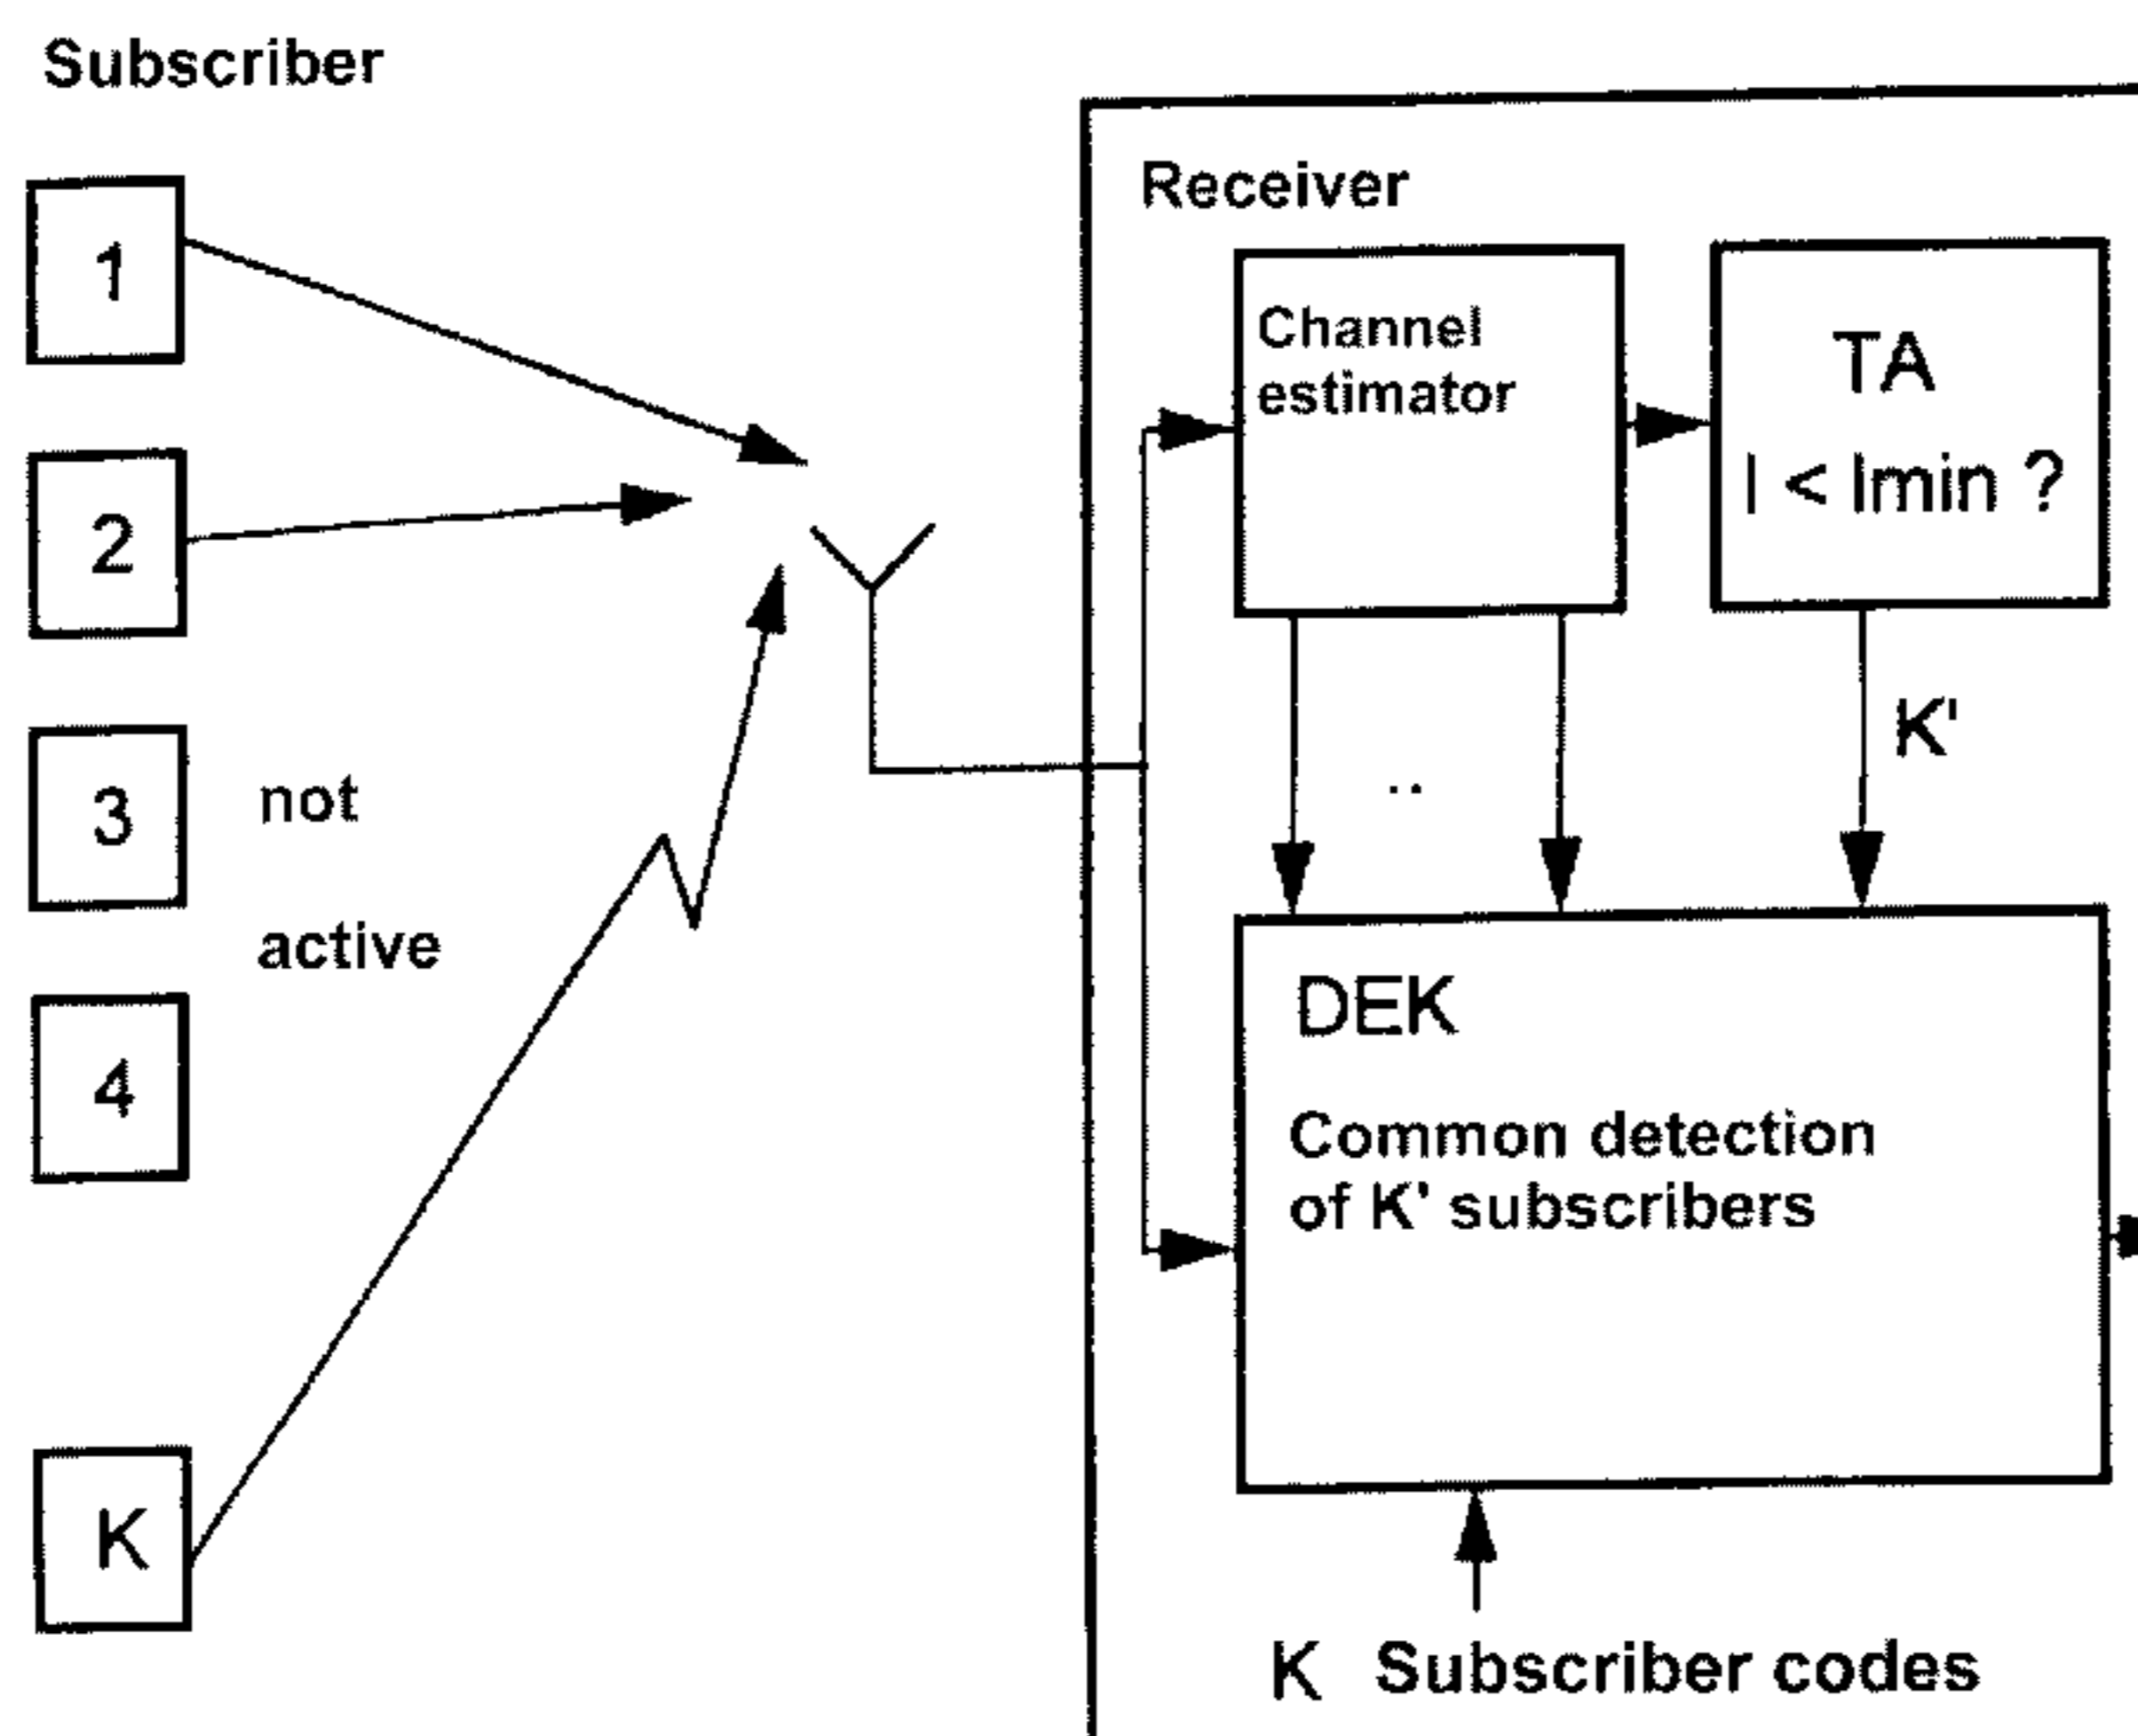 Subscriber
1
2
3
not
active
4
K
Receiver
Channel
estimator
TA
I < Imin ?
K'
..
DEK
Common detection
of K' subscribers
K Subscriber codes